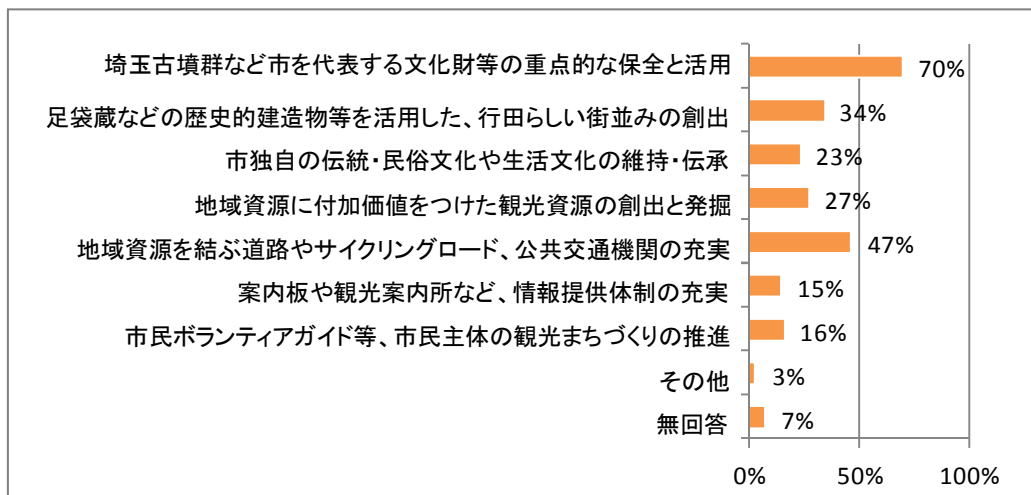 埼玉古墳群など市を代表する文化財等の重点的な保全と活用 70%
足袋蔵などの歴史的建造物等を活用した、行田らしい街並みの創出 34%
市独自の伝統・民俗文化や生活文化の維持・伝承 23%
地域資源に付加価値をつけた観光資源の創出と発掘 27%
地域資源を結ぶ道路やサイクリングロード、公共交通機関の充実 47%
案内板や観光案内所など、情報提供体制の充実 15%
市民ボランティアガイド等、市民主体の観光まちづくりの推進 16%
その他 3%
無回答 7%
0% 50% 100%